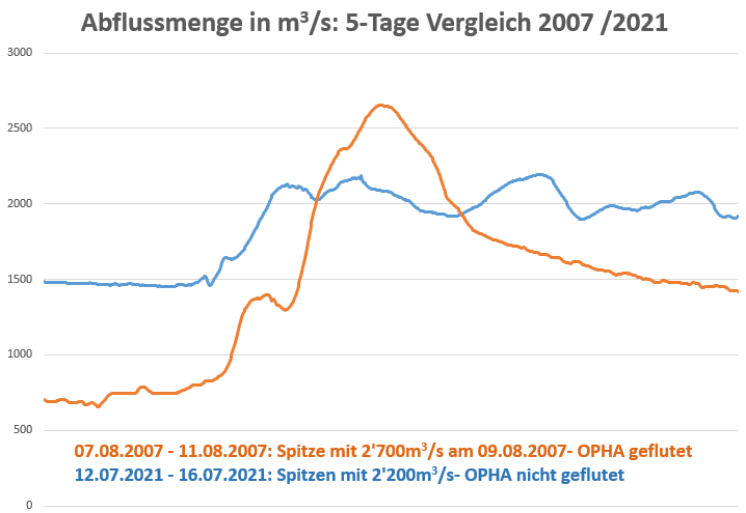 Abflussmenge in m³/s: 5-Tage Vergleich 2007 /2021
3000
2500
2000
1500
1000
500
0
07.08.2007 - 11.08.2007: Spitze mit 2'700m³/s am 09.08.2007- OPHA geflutet
12.07.2021 - 16.07.2021: Spitzen mit 2'200m³/s- OPHA nicht geflutet